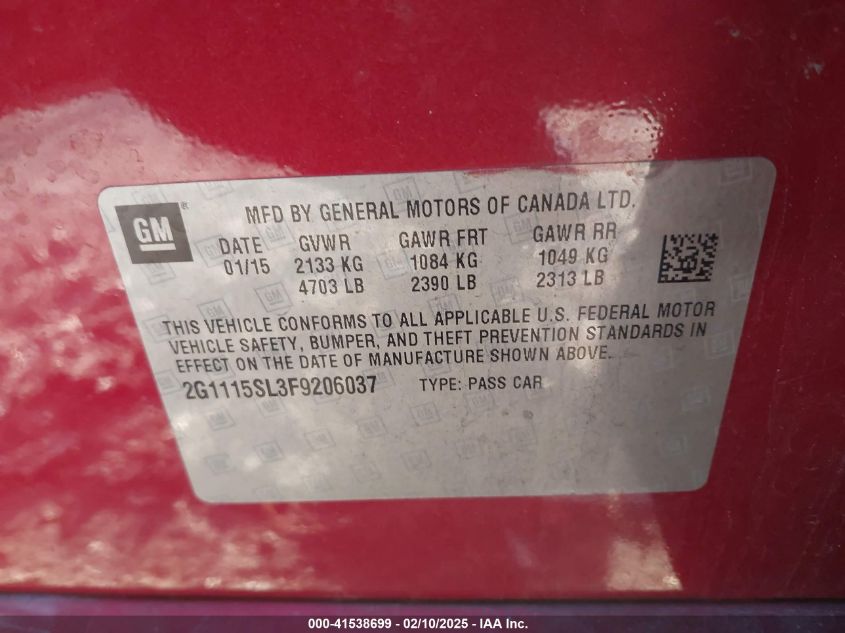 GM
®
MFD BY GENERAL MOTORS OF CANADA LTD.
DATE GVWR GAWR FRT GAWR RR
01/15 2133 KG 1084 KG 1049 KG
4703 LB 2390 LB 2313 LB
THIS VEHICLE CONFORMS TO ALL APPLICABLE U.S. FEDERAL MOTOR
VEHICLE SAFETY, BUMPER, AND THEFT PREVENTION STANDARDS IN
EFFECT ON THE DATE OF MANUFACTURE SHOWN ABOVE.
2G1115SL3F9206037 TYPE: PASS CAR
000-41538699 - 02/10/2025 - IAA Inc.